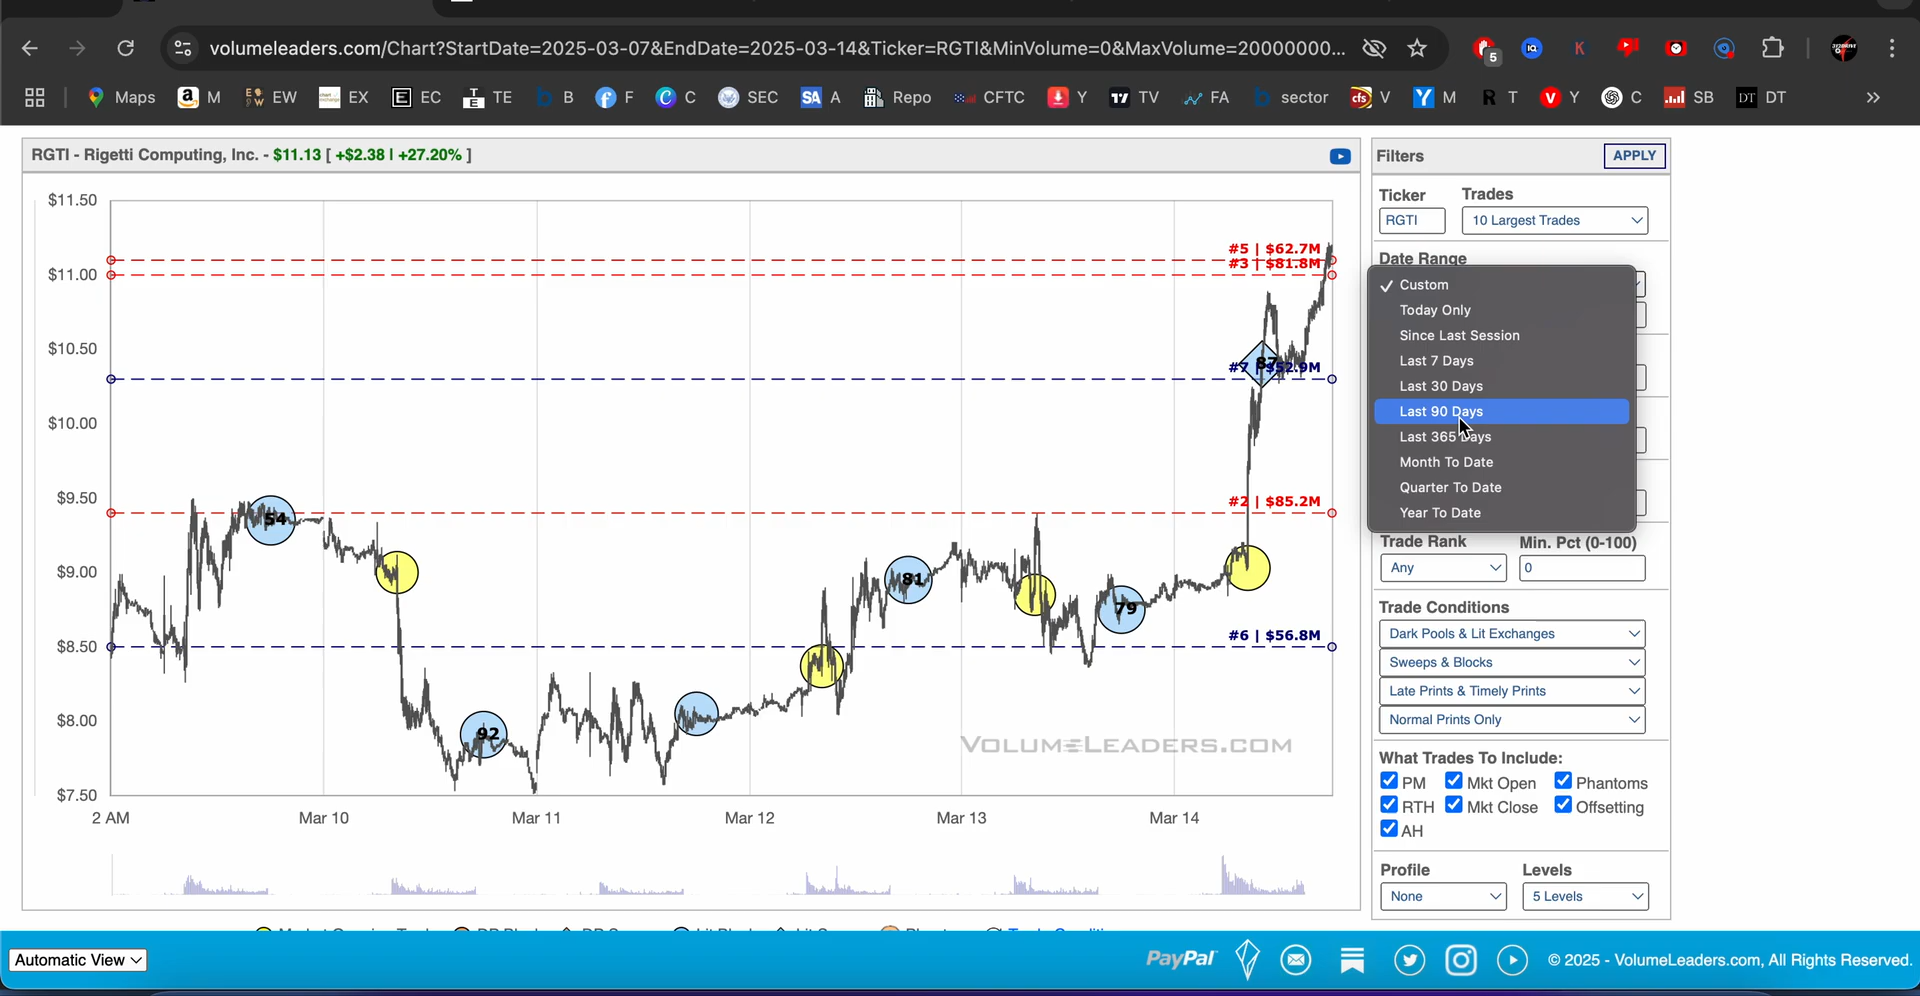 volumeleaders.com/Chart?StartDate=2025-03-07&EndDate=2025-03-14&Ticker=RGTI&MinVolume=0&MaxVolume=20000000...
5
Maps
M
EW
EX
EC
TE
B
F
C
SEC
A
Repo
CFTC
Y
TV
FA
sector
V
M
T
Y
C
SB
DT
RGTI - Rigetti Computing, Inc. - $11.13 [ +$2.38 | +27.20% ]
Filters
APPLY
Ticker
Trades
RGTI
10 Largest Trades
Date Range
✓ Custom
Today Only
Since Last Session
Last 7 Days
Last 30 Days
Last 90 Days
Last 365 Days
Month To Date
Quarter To Date
Year To Date
Trade Rank
Min. Pct (0-100)
Any
0
Trade Conditions
Dark Pools & Lit Exchanges
Sweeps & Blocks
Late Prints & Timely Prints
Normal Prints Only
What Trades To Include:
PM
Mkt Open
Phantoms
RTH
Mkt Close
Offsetting
AH
Profile
Levels
None
5 Levels
$11.50
$11.00
$10.50
$10.00
$9.50
$9.00
$8.50
$8.00
$7.50
#5 | $62.7M
#3 | $81.8M
87
#7 | $52.9M
#2 | $85.2M
54
81
79
#6 | $56.8M
92
VOLUMELEADERS.COM
2 AM
Mar 10
Mar 11
Mar 12
Mar 13
Mar 14
Automatic View
PayPal
© 2025 - VolumeLeaders.com, All Rights Reserved.